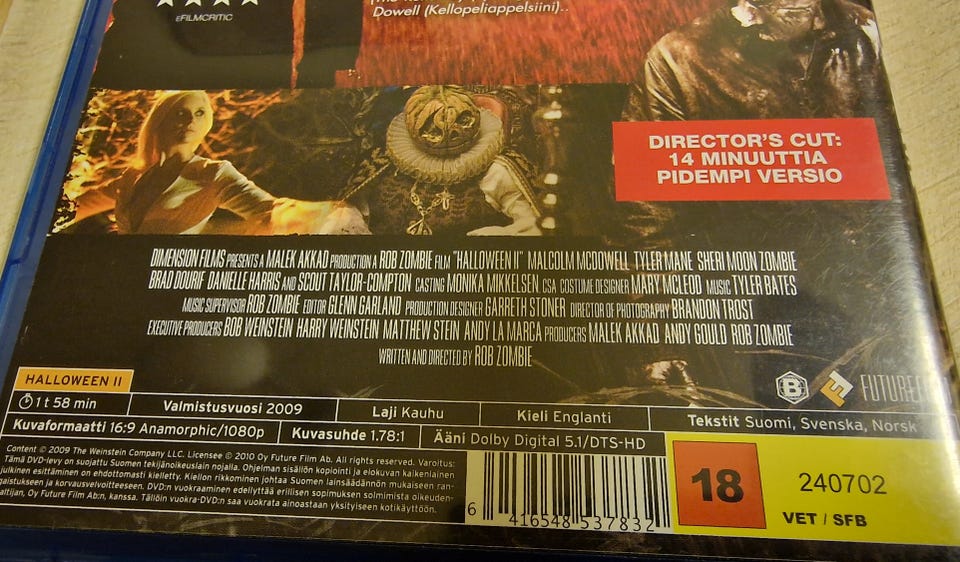 EFILMCRITIC
Dowell (Kellopeliappelsiini)..
DIRECTOR'S CUT:
14 MINUUTTIA
PIDEMPI VERSIO
DIMENSION FILMS PRESENTS A MALEK AKKAD PRODUCTION A ROB ZOMBIE FILM "HALLOWEEN II" MALCOLM MCDOWELL TYLER MANE SHERI MOON ZOMBIE
BRAD DOURIF DANIELLE HARRIS AND SCOUT TAYLOR-COMPTON CASTING MONIKA MIKKELSEN CSA COSTUME DESIGNER MARY MCLEOD MUSIC TYLER BATES
MUSIC SUPERVISOR ROB ZOMBIE EDITOR GLENN GARLAND PRODUCTION DESIGNER GARRETH STONER DIRECTOR OF PHOTOGRAPHY BRANDON TROST
EXECUTIVE PRODUCERS BOB WEINSTEIN HARRY WEINSTEIN MATTHEW STEIN ANDY LA MARCA PRODUCERS MALEK AKKAD ANDY GOULD ROB ZOMBIE
WRITTEN AND DIRECTED BY ROB ZOMBIE
B F FUTURE
HALLOWEEN II
1 t 58 min Valmistusvuosi 2009 Laji Kauhu Kieli Englanti Tekstit Suomi, Svenska, Norsk
Kuvaformaatti 16:9 Anamorphic/1080p Kuvasuhde 1.78:1 Ääni Dolby Digital 5.1/DTS-HD
Content © 2009 The Weinstein Company LLC. Licensee © 2010 Oy Future Film Ab. All rights reserved. Varoitus:
Tämä DVD-levy on suojattu Suomen tekijänoikeuslain nojalla. Ohjelman sisällön kopiointi ja elokuvan kaikenlainen
julkinen esittäminen on ehdottomasti kielletty. Kiellon rikkominen johtaa Suomen lainsäädännön mukaiseen ran-
gaistukseen ja korvausvelvoitteeseen. DVD:n vuokraaminen edellyttää erillisen sopimuksen solmimista oikeuden-
altijan, Oy Future Film Ab:n, kanssa. Tällöin vuokra-DVD:n saa vuokrata ainoastaan yksityiseen kotikäyttöön.
6 416548 537832
18
240702
VET / SFB